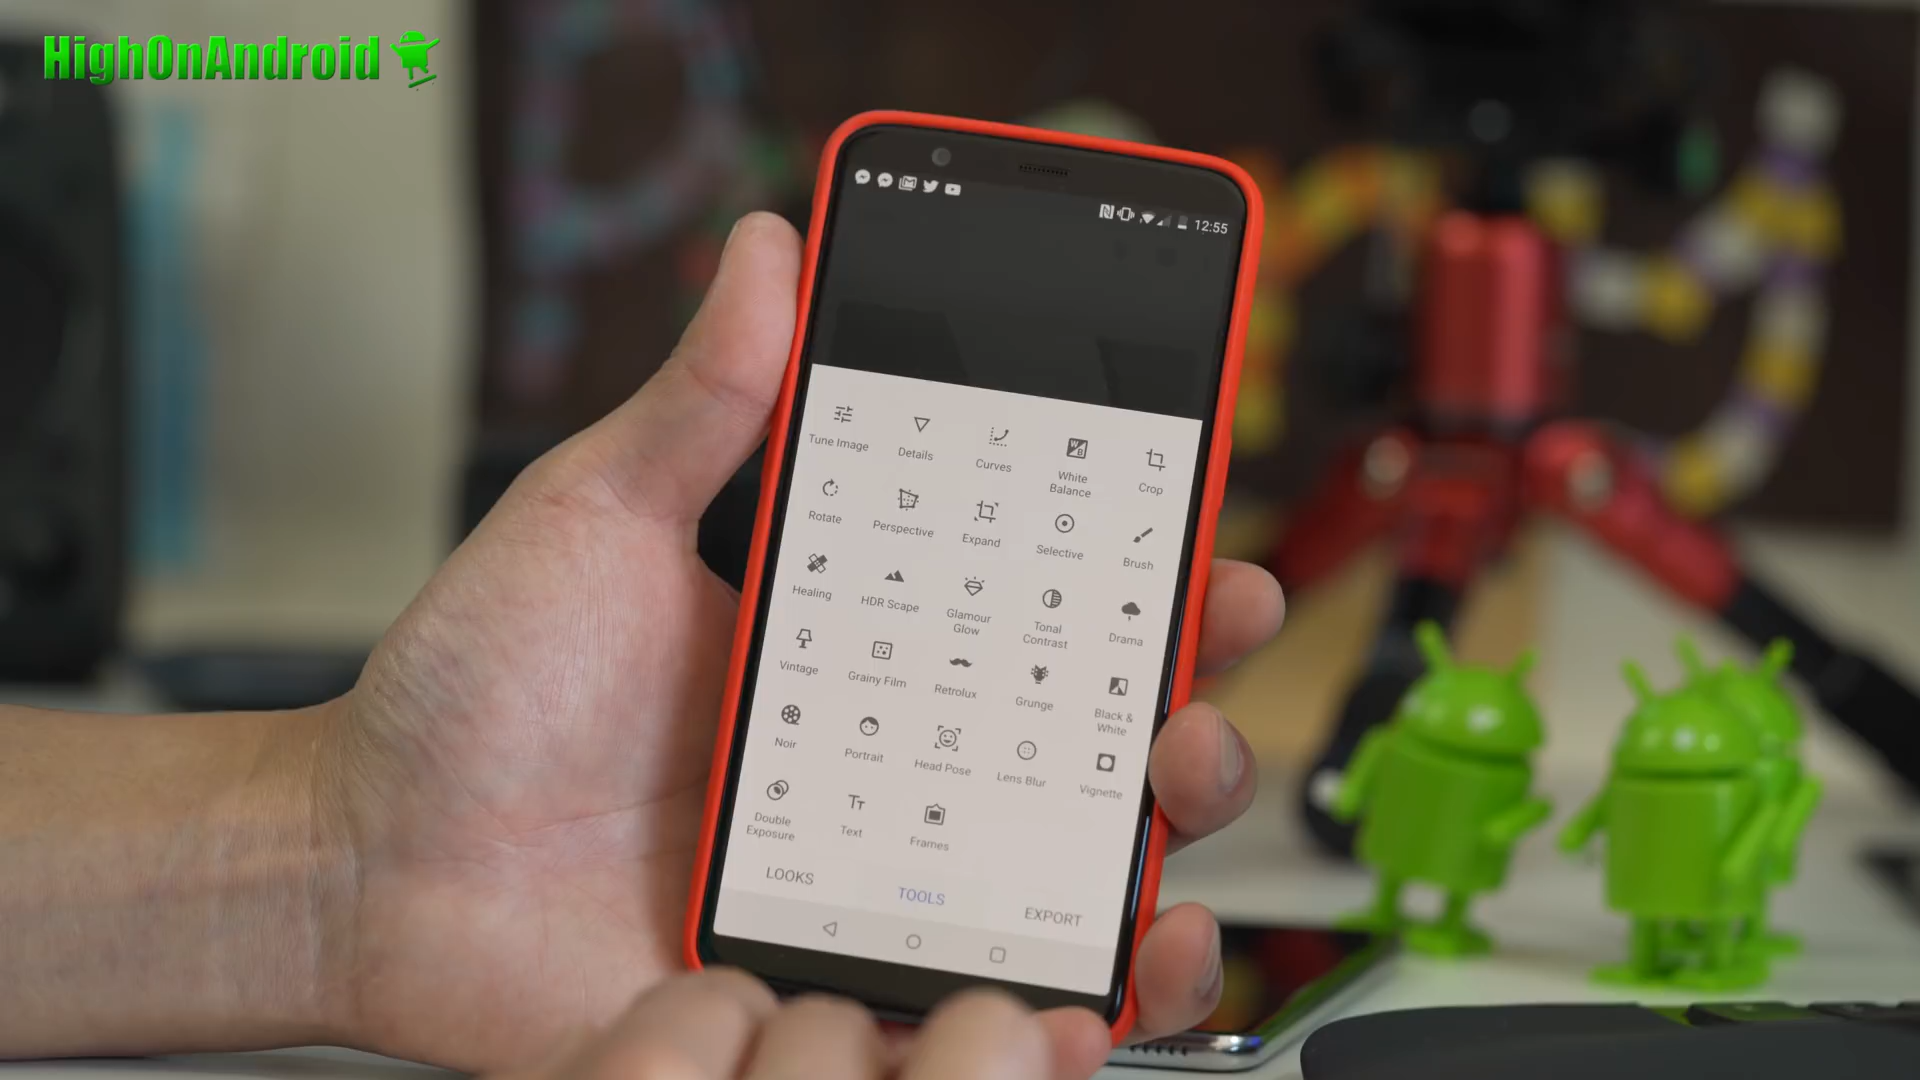 HighOnAndroid
12:55
Tune Image
Details
Curves
White
Balance
Crop
Rotate
Perspective
Expand
Selective
Brush
Healing
HDR Scape
Glamour
Glow
Tonal
Contrast
Drama
Vintage
Grainy Film
Retrolux
Grunge
Black &
White
Noir
Portrait
Head Pose
Lens Blur
Vignette
Double
Exposure
Text
Frames
LOOKS
TOOLS
EXPORT